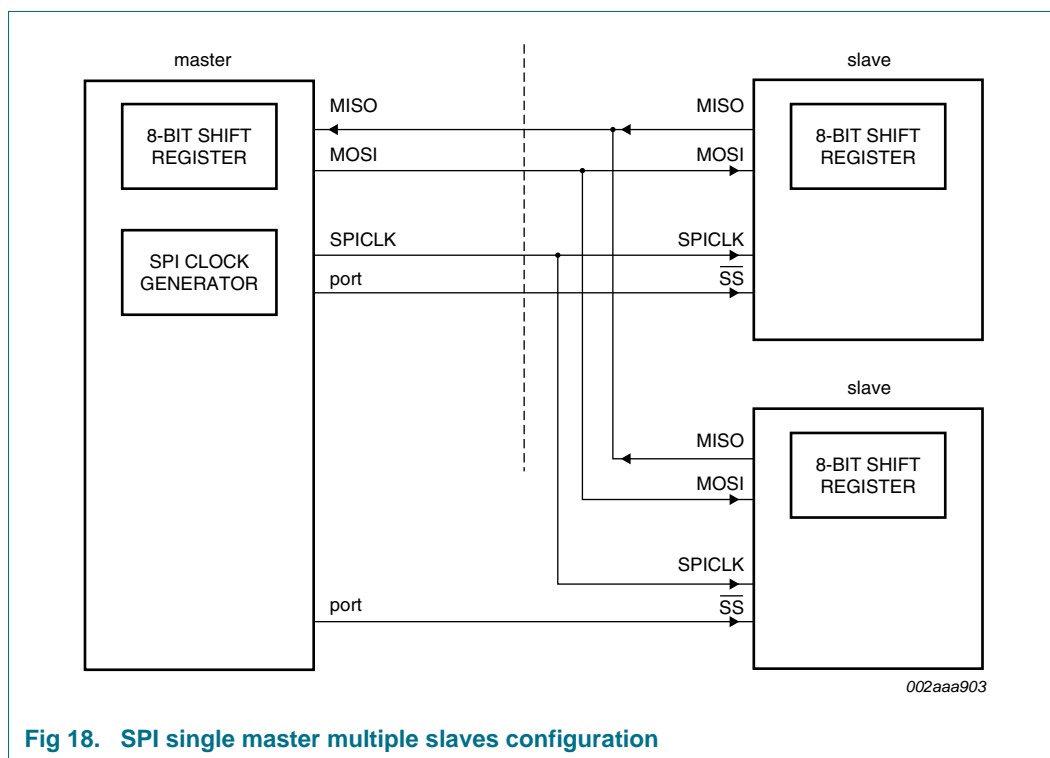 master
slave
8-BIT SHIFT
REGISTER
MISO
MISO
8-BIT SHIFT
REGISTER
MOSI
MOSI
SPI CLOCK
GENERATOR
SPICLK
SPICLK
port
S̅S̅
slave
MISO
8-BIT SHIFT
REGISTER
MOSI
SPICLK
port
S̅S̅
002aaa903
Fig 18. SPI single master multiple slaves configuration